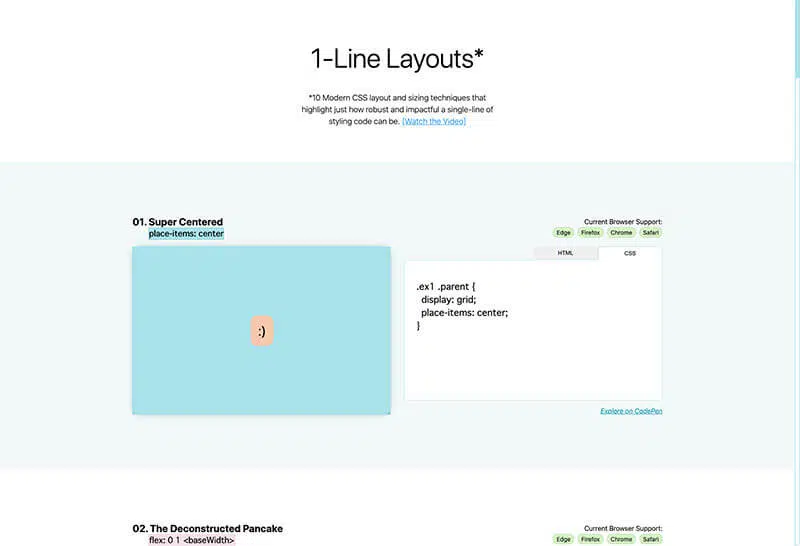 1-Line Layouts*
*10 Modern CSS layout and sizing techniques that
highlight just how robust and impactful a single-line of
styling code can be. [Watch the Video]
01. Super Centered
place-items: center
Current Browser Support:
Edge Firefox Chrome Safari
HTML CSS
:)
.ex1 .parent {
display: grid;
place-items: center;
}
Explore on CodePen
02. The Deconstructed Pancake
flex: 0 1 <baseWidth>
Current Browser Support:
Edge Firefox Chrome Safari